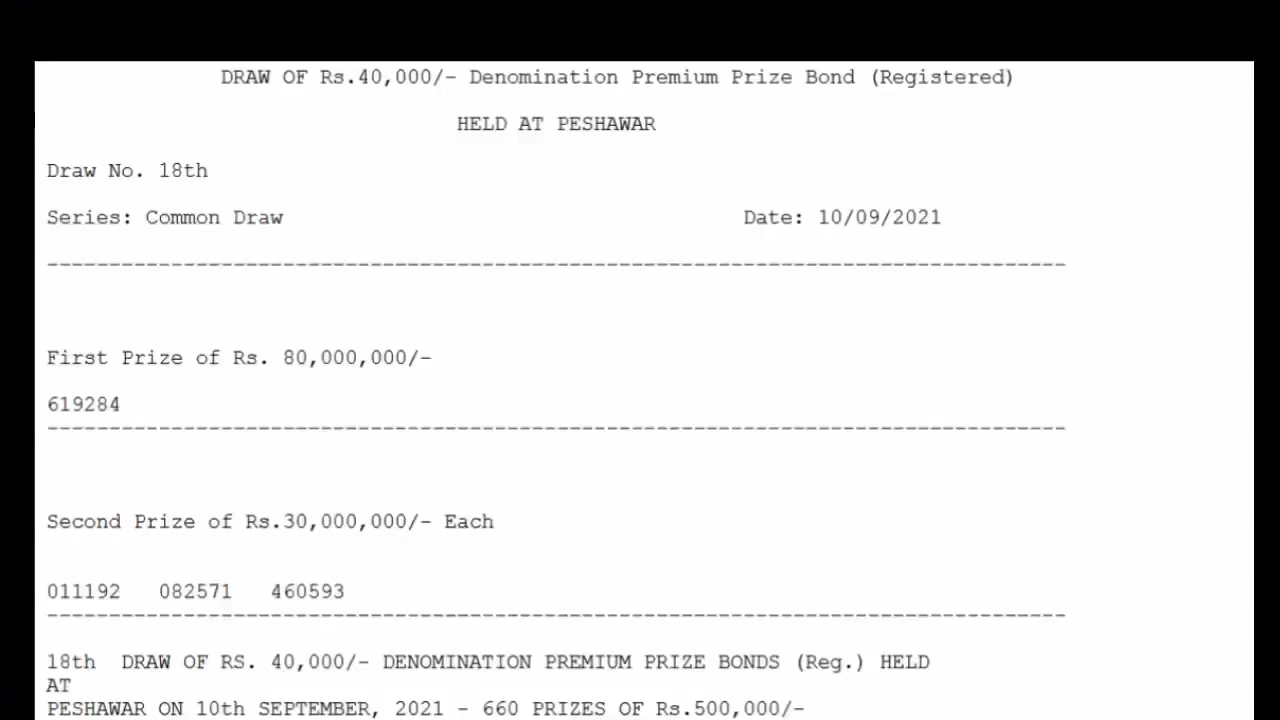 DRAW OF Rs.40,000/- Denomination Premium Prize Bond (Registered)
HELD AT PESHAWAR
Draw No. 18th
Series: Common Draw Date: 10/09/2021
----------------------------------------------------------------------------------
First Prize of Rs. 80,000,000/-
619284
----------------------------------------------------------------------------------
Second Prize of Rs.30,000,000/- Each
011192 082571 460593
----------------------------------------------------------------------------------
18th DRAW OF RS. 40,000/- DENOMINATION PREMIUM PRIZE BONDS (Reg.) HELD
AT
PESHAWAR ON 10th SEPTEMBER, 2021 - 660 PRIZES OF Rs.500,000/-